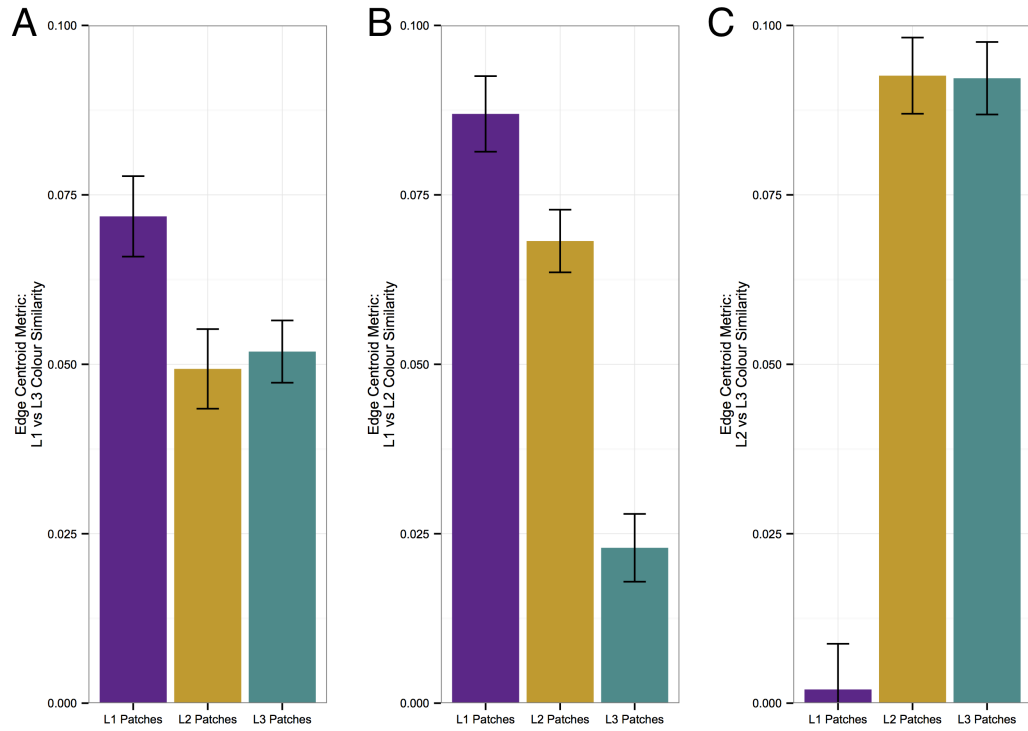 A
Edge Centroid Metric:
L1 vs L3 Colour Similarity
0.100
0.075
0.050
0.025
0.000
L1 Patches
L2 Patches
L3 Patches
B
Edge Centroid Metric:
L1 vs L2 Colour Similarity
0.100
0.075
0.050
0.025
0.000
L1 Patches
L2 Patches
L3 Patches
C
Edge Centroid Metric:
L2 vs L3 Colour Similarity
0.100
0.075
0.050
0.025
0.000
L1 Patches
L2 Patches
L3 Patches